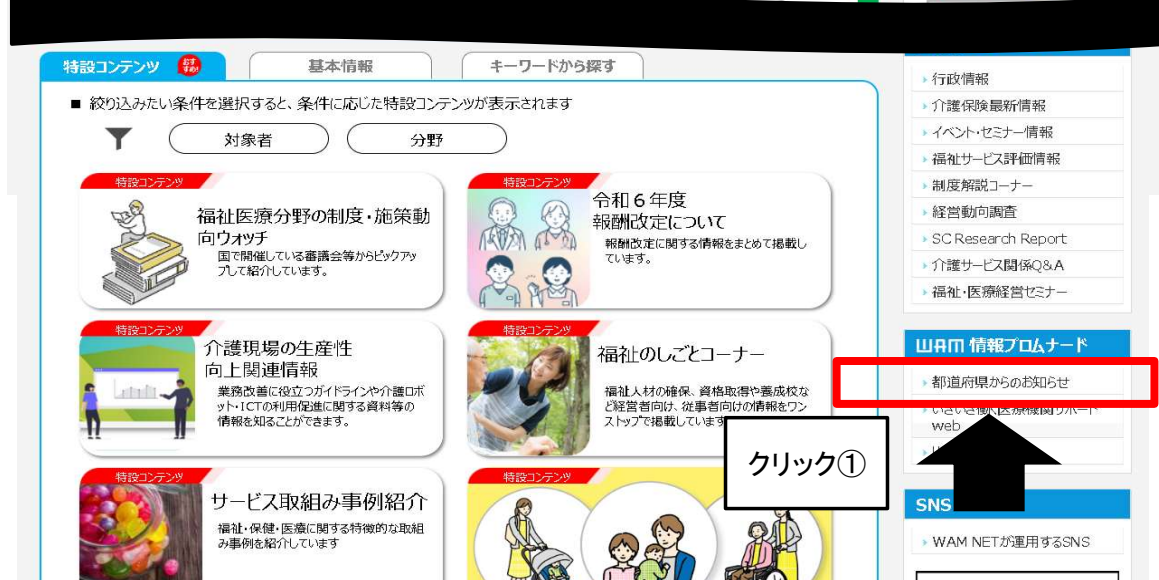 特設コンテンツ おすすめ!
基本情報
キーワードから探す
■ 絞り込みたい条件を選択すると、条件に応じた特設コンテンツが表示されます
対象者
分野
特設コンテンツ
福祉医療分野の制度・施策動
向ウォッチ
国で開催している審議会等からピックアッ
プして紹介しています。
特設コンテンツ
令和6年度
報酬改定について
報酬改定に関する情報をまとめて掲載し
ています。
特設コンテンツ
介護現場の生産性
向上関連情報
業務改善に役立つガイドラインや介護ロボ
ット・ICTの利用促進に関する資料等の
情報を知ることができます。
特設コンテンツ
福祉のしごとコーナー
福祉人材の確保、資格取得や養成校な
ど経営者向け、従事者向けの情報をワン
ストップで掲載しています
特設コンテンツ
サービス取組み事例紹介
福祉・保健・医療に関する特徴的な取組
み事例を紹介しています
特設コンテンツ
行政情報
介護保険最新情報
イベント・セミナー情報
福祉サービス評価情報
制度解説コーナー
経営動向調査
SC Research Report
介護サービス関係Q&A
福祉・医療経営セミナー
WAM 情報プロムナード
都道府県からのお知らせ
いきいき働く医療機関サポート
web
クリック①
SNS
WAM NETが運用するSNS